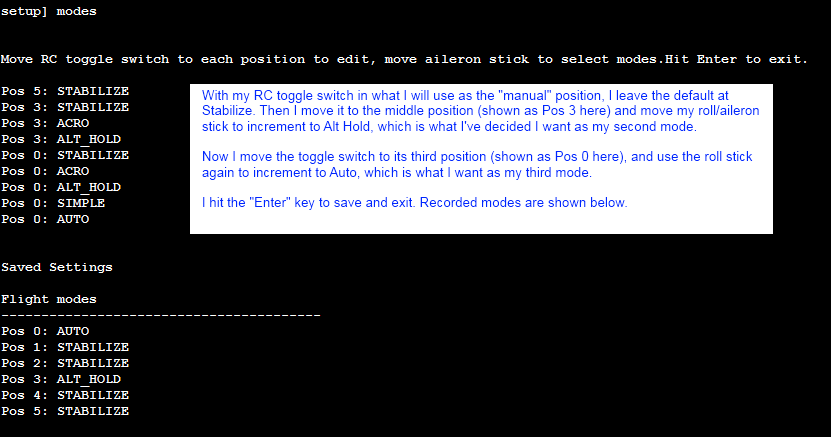 setup] modes
Move RC toggle switch to each position to edit, move aileron stick to select modes.Hit Enter to exit.
Pos 5: STABILIZE
Pos 3: STABILIZE
Pos 3: ACRO
Pos 3: ALT_HOLD
Pos 0: STABILIZE
Pos 0: ACRO
Pos 0: ALT_HOLD
Pos 0: SIMPLE
Pos 0: AUTO
With my RC toggle switch in what I will use as the "manual" position, I leave the default at
Stabilize. Then I move it to the middle position (shown as Pos 3 here) and move my roll/aileron
stick to increment to Alt Hold, which is what I've decided I want as my second mode.
Now I move the toggle switch to its third position (shown as Pos 0 here), and use the roll stick
again to increment to Auto, which is what I want as my third mode.
I hit the "Enter" key to save and exit. Recorded modes are shown below.
Saved Settings
Flight modes
----------------------------------------
Pos 0: AUTO
Pos 1: STABILIZE
Pos 2: STABILIZE
Pos 3: ALT_HOLD
Pos 4: STABILIZE
Pos 5: STABILIZE